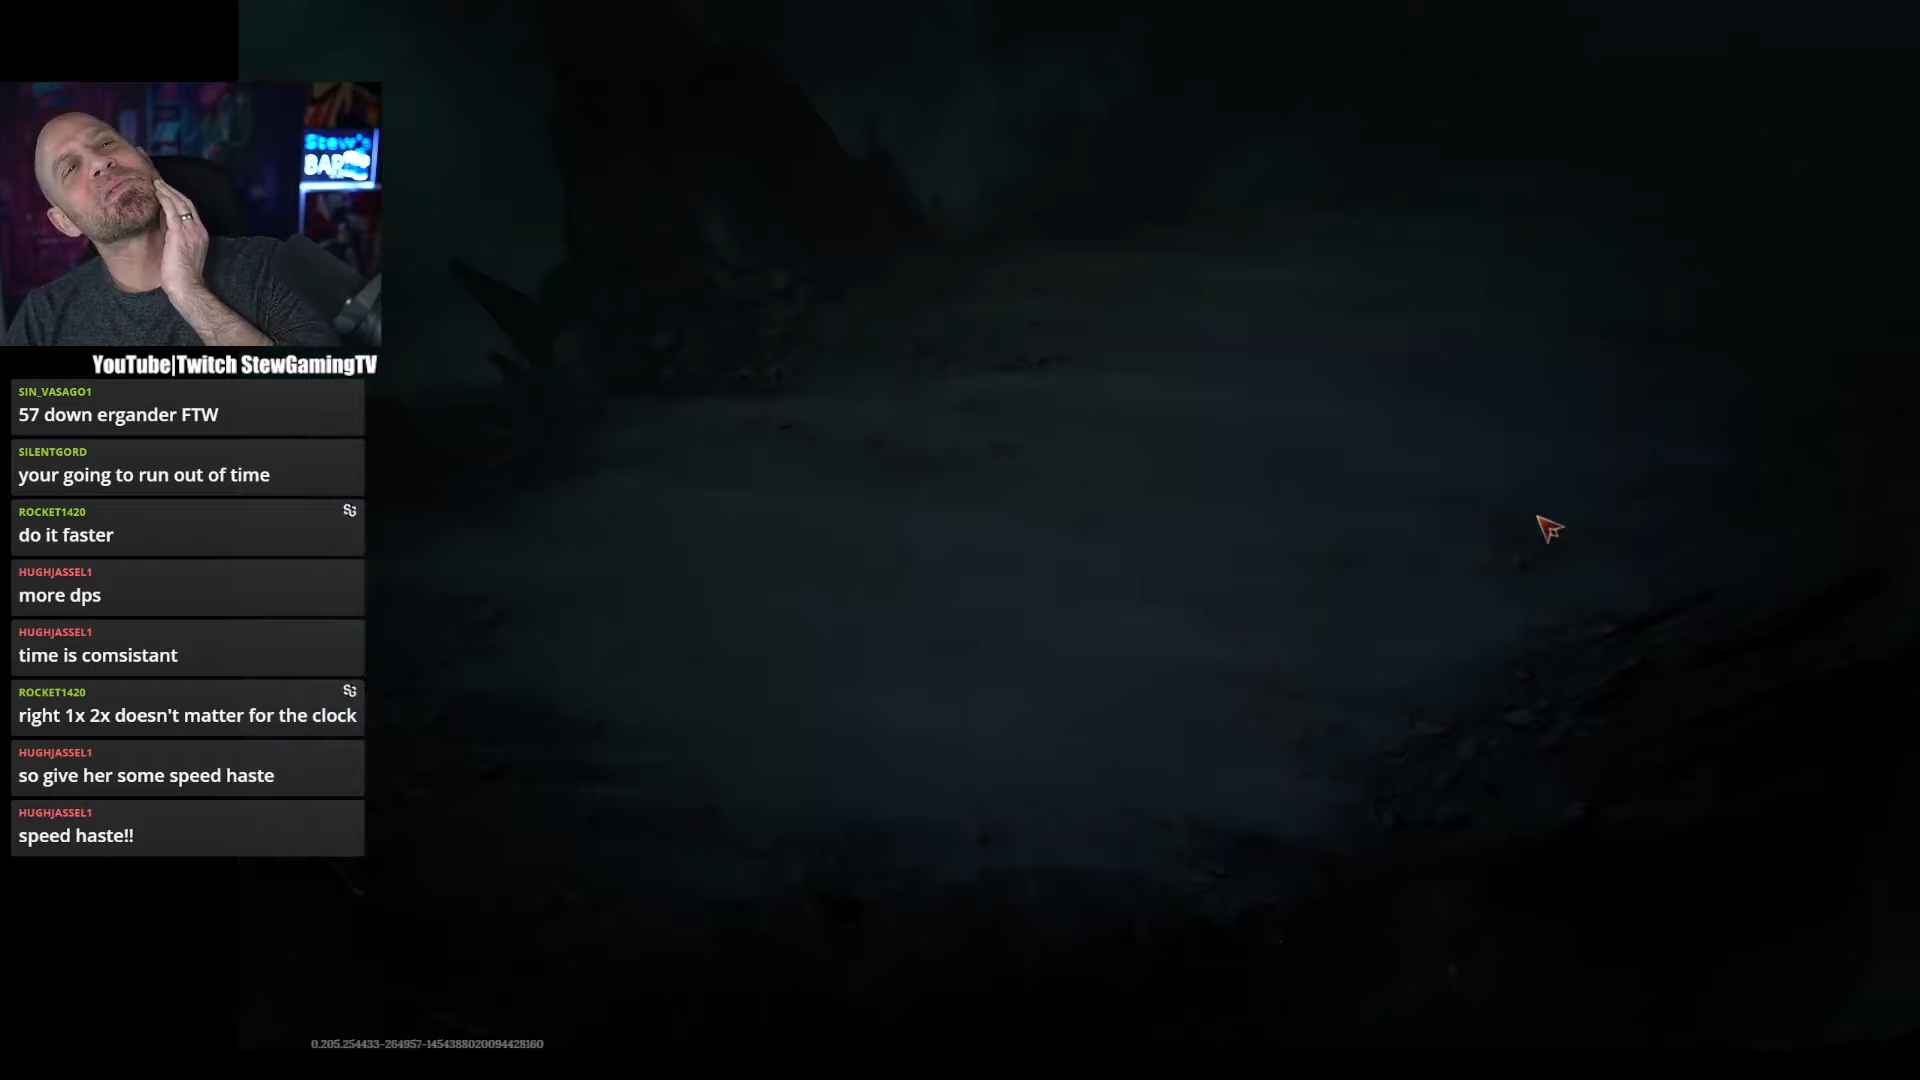 Stew's
BAR
YouTube|Twitch StewGamingTV
SIN_VASAGO1
57 down ergander FTW
SILENTGORD
your going to run out of time
ROCKET1420
do it faster
HUGHJASSEL1
more dps
HUGHJASSEL1
time is comsistant
ROCKET1420
right 1x 2x doesn't matter for the clock
HUGHJASSEL1
so give her some speed haste
HUGHJASSEL1
speed haste!!
0.205.254433-264957-1454388020094428160